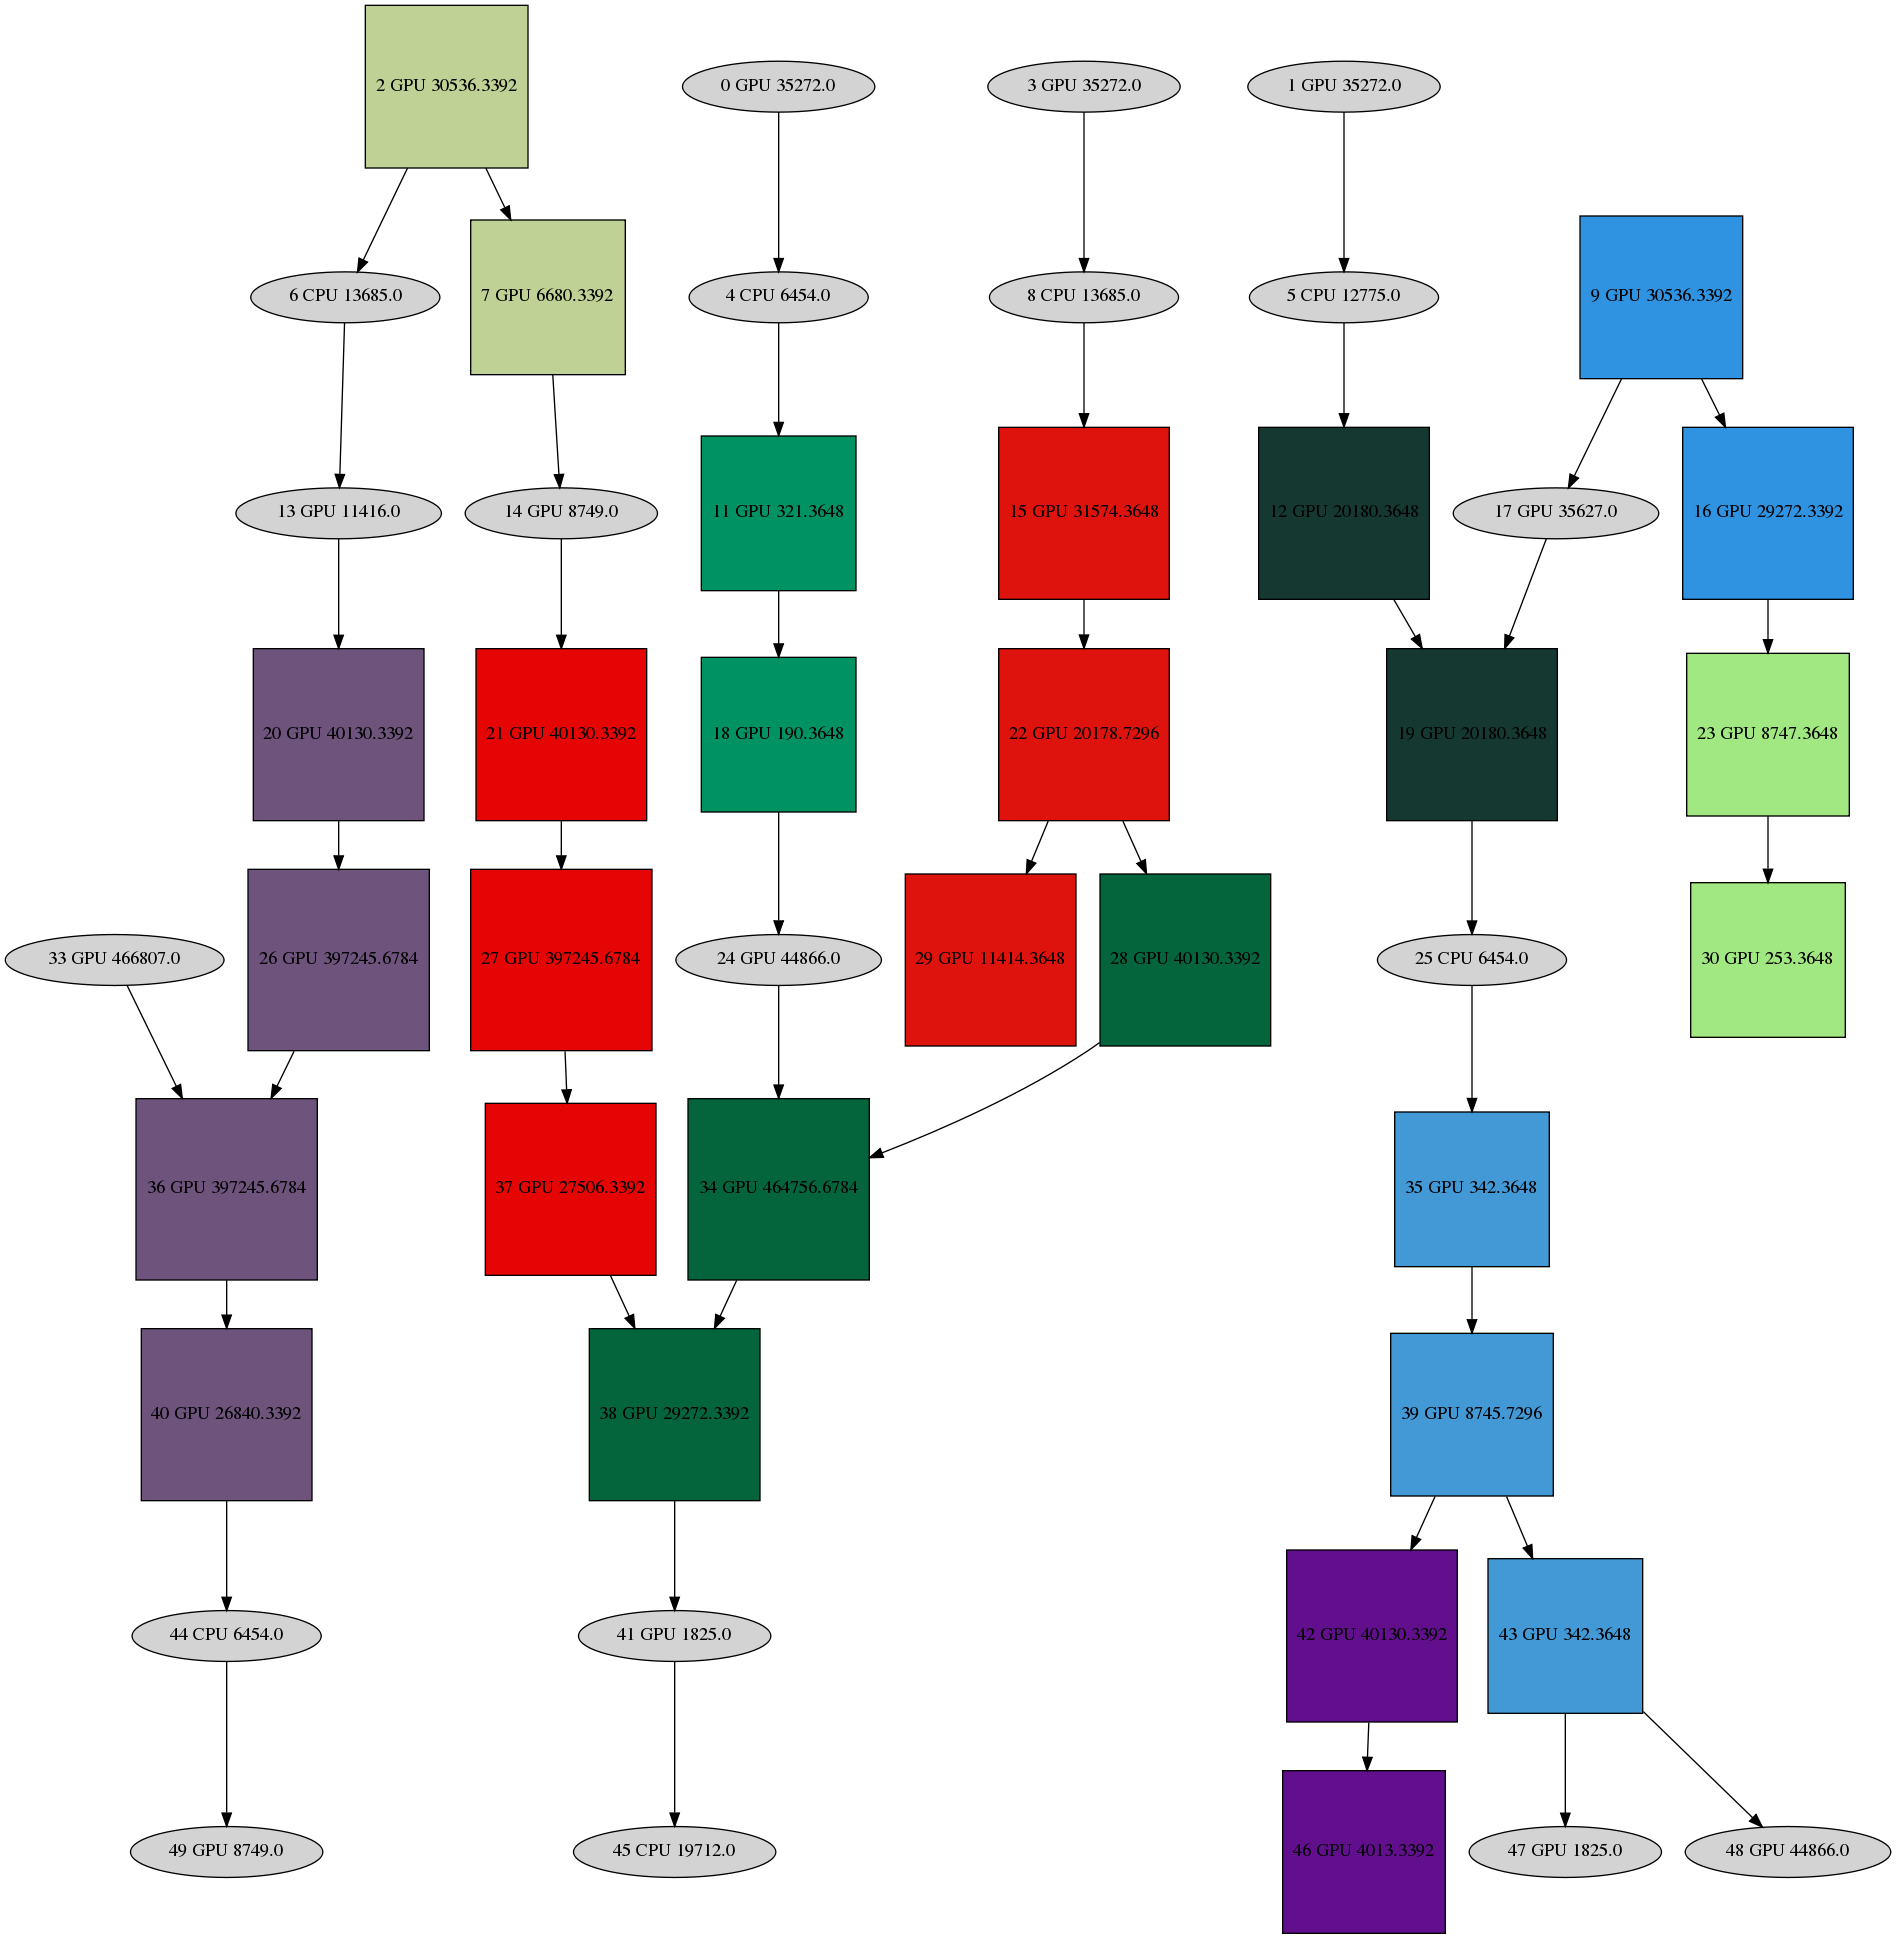 2 GPU 30536.3392
0 GPU 35272.0
3 GPU 35272.0
1 GPU 35272.0
6 CPU 13685.0
7 GPU 6680.3392
4 CPU 6454.0
8 CPU 13685.0
5 CPU 12775.0
9 GPU 30536.3392
13 GPU 11416.0
14 GPU 8749.0
11 GPU 321.3648
15 GPU 31574.3648
12 GPU 20180.3648
17 GPU 35627.0
16 GPU 29272.3392
20 GPU 40130.3392
21 GPU 40130.3392
18 GPU 190.3648
22 GPU 20178.7296
19 GPU 20180.3648
23 GPU 8747.3648
33 GPU 466807.0
26 GPU 397245.6784
27 GPU 397245.6784
24 GPU 44866.0
29 GPU 11414.3648
28 GPU 40130.3392
25 CPU 6454.0
30 GPU 253.3648
36 GPU 397245.6784
37 GPU 27506.3392
34 GPU 464756.6784
35 GPU 342.3648
40 GPU 26840.3392
38 GPU 29272.3392
39 GPU 8745.7296
44 CPU 6454.0
41 GPU 1825.0
42 GPU 40130.3392
43 GPU 342.3648
49 GPU 8749.0
45 CPU 19712.0
46 GPU 4013.3392
47 GPU 1825.0
48 GPU 44866.0